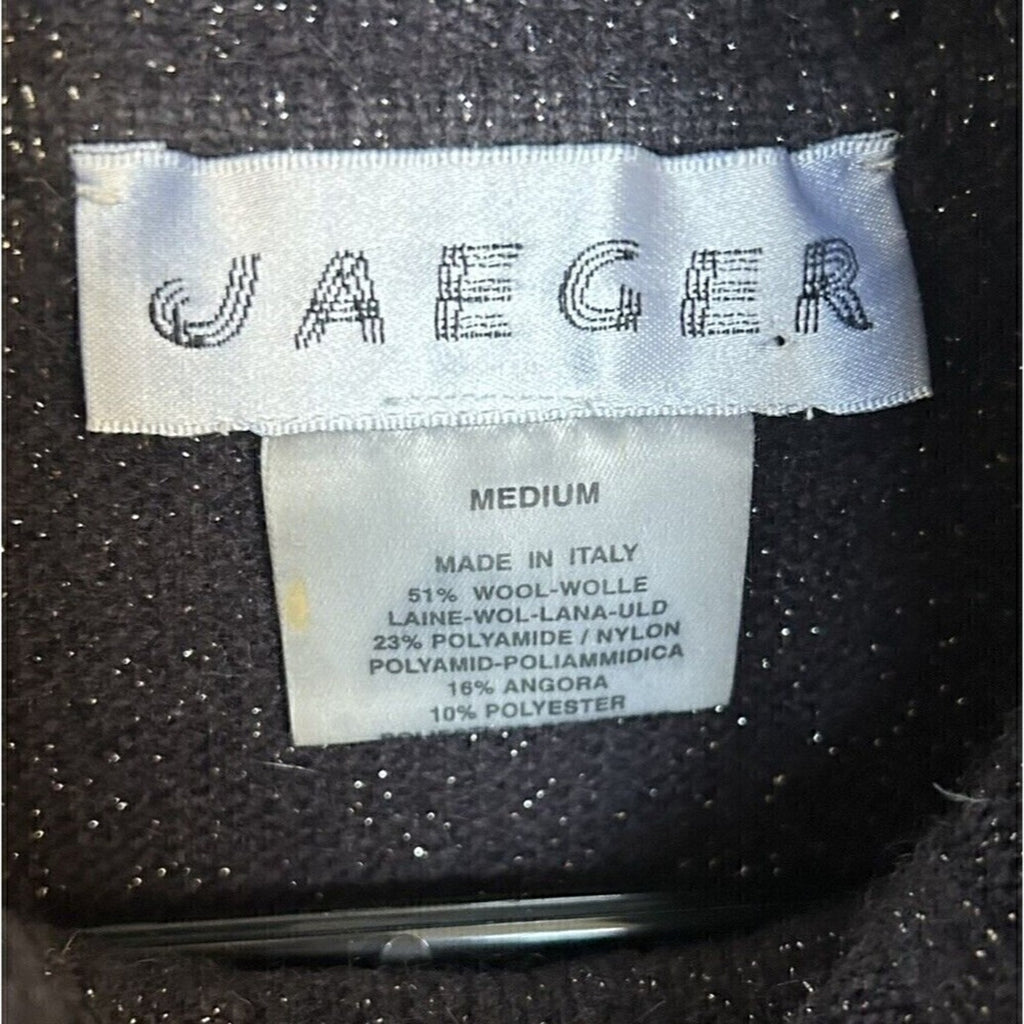 JAEGER
MEDIUM
MADE IN ITALY
51% WOOL-WOLLE
LAINE-WOL-LANA-ULD
23% POLYAMIDE / NYLON
POLYAMID-POLIAMMIDICA
16% ANGORA
10% POLYESTER